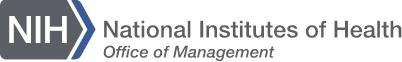 NIH National Institutes of Health
Office of Management